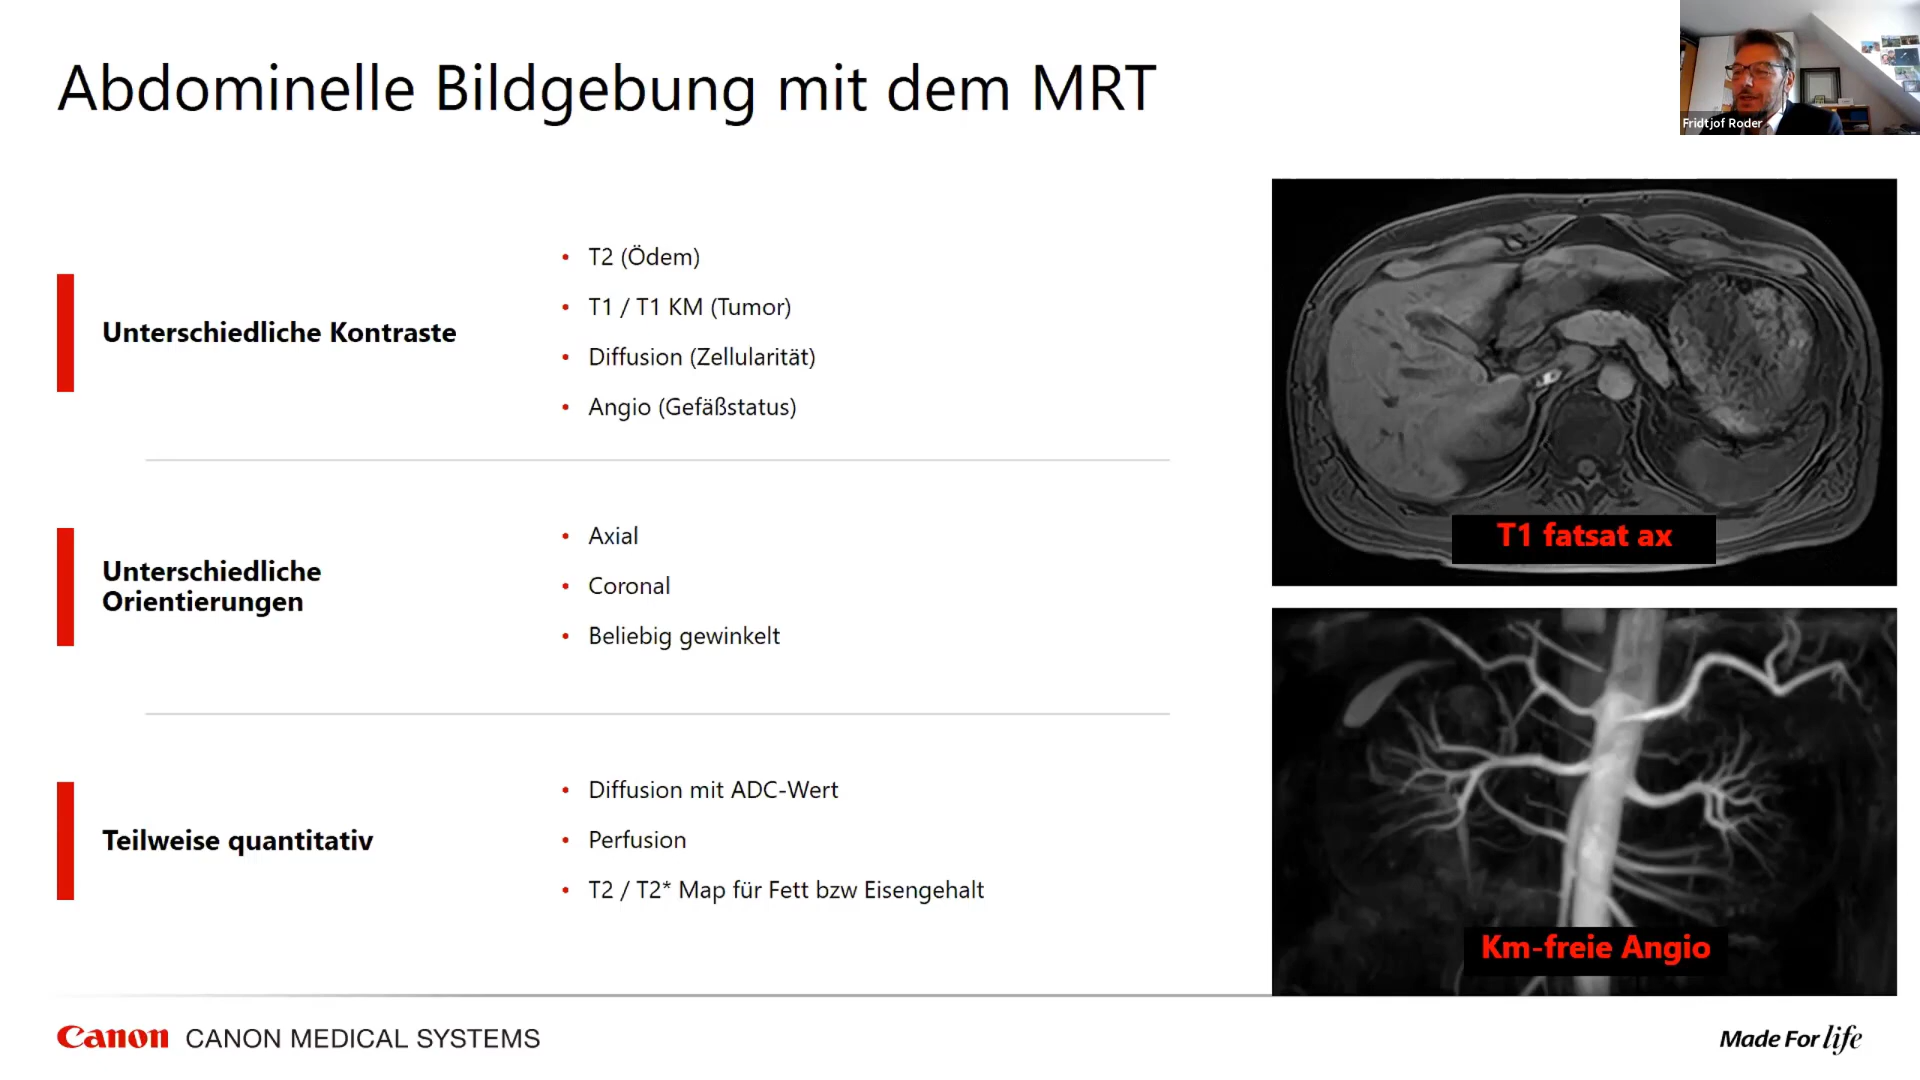 Abdominelle Bildgebung mit dem MRT
Fridtjof Roder
Unterschiedliche Kontraste
• T2 (Ödem)
• T1 / T1 KM (Tumor)
• Diffusion (Zellularität)
• Angio (Gefäßstatus)
Unterschiedliche
Orientierungen
• Axial
• Coronal
• Beliebig gewinkelt
Teilweise quantitativ
• Diffusion mit ADC-Wert
• Perfusion
• T2 / T2* Map für Fett bzw Eisengehalt
T1 fatsat ax
Km-freie Angio
Canon CANON MEDICAL SYSTEMS
Made For life